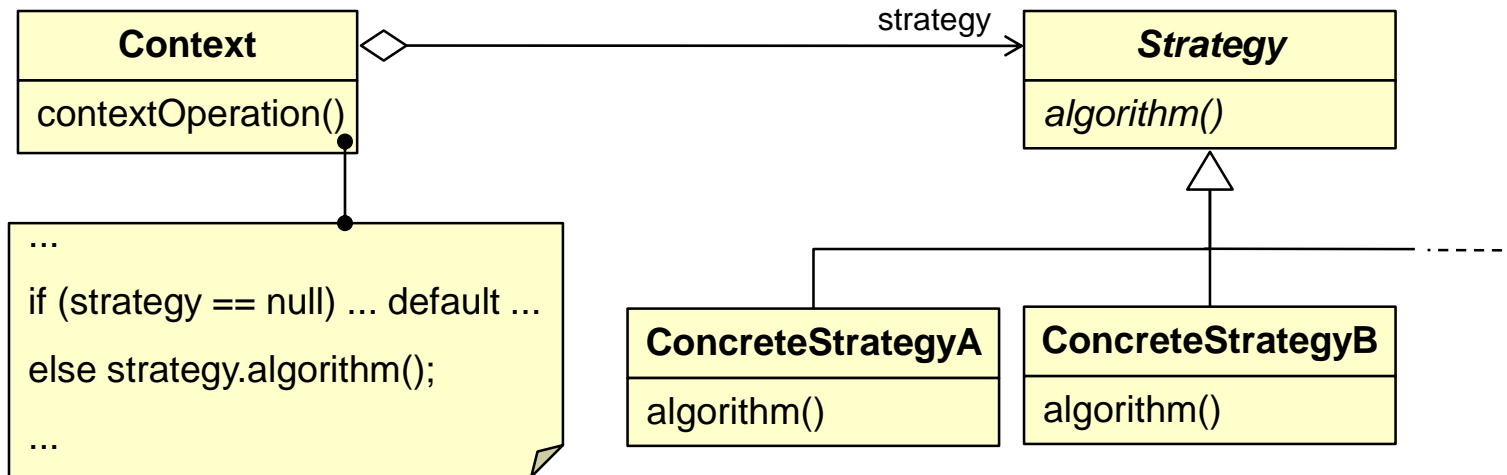 Context
contextOperation()
strategy
Strategy
algorithm()
...
if (strategy == null) ... default ...
else strategy.algorithm();
...
ConcreteStrategyA
algorithm()
ConcreteStrategyB
algorithm()